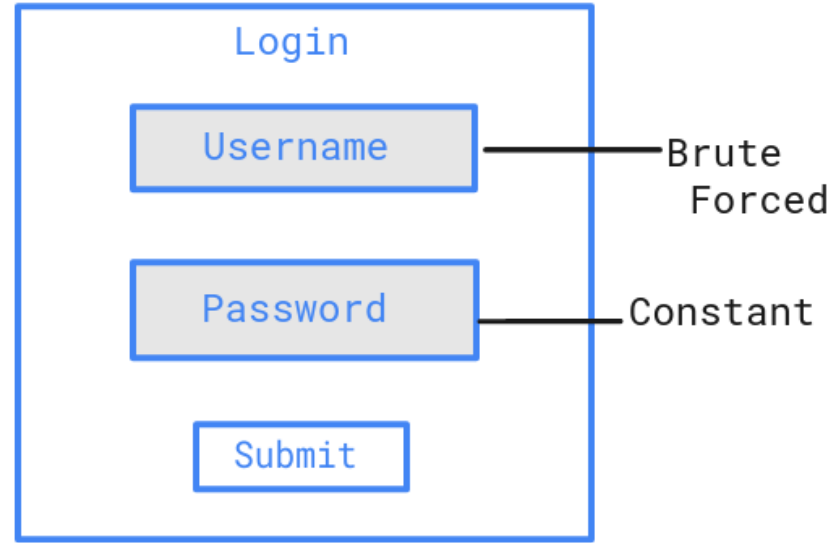 Login
Username
Brute
Forced
Password
Constant
Submit